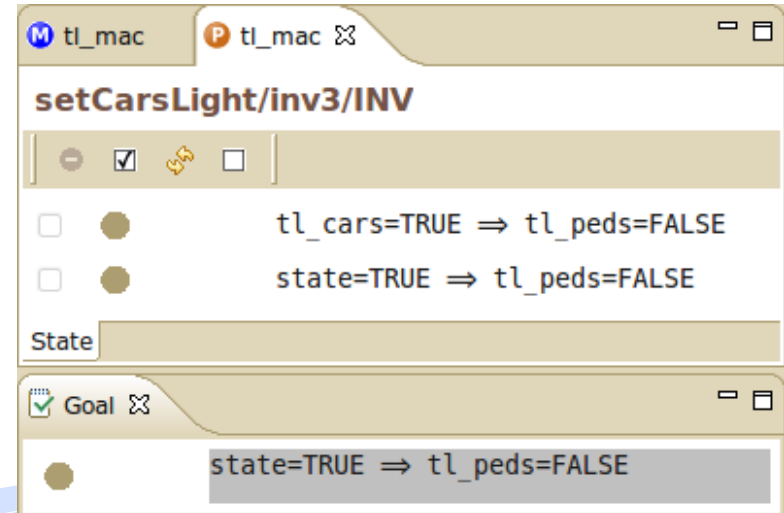 M tl_mac P tl_mac
setCarsLight/inv3/INV
tl_cars=TRUE ⇒ tl_peds=FALSE
state=TRUE ⇒ tl_peds=FALSE
State
Goal
state=TRUE ⇒ tl_peds=FALSE